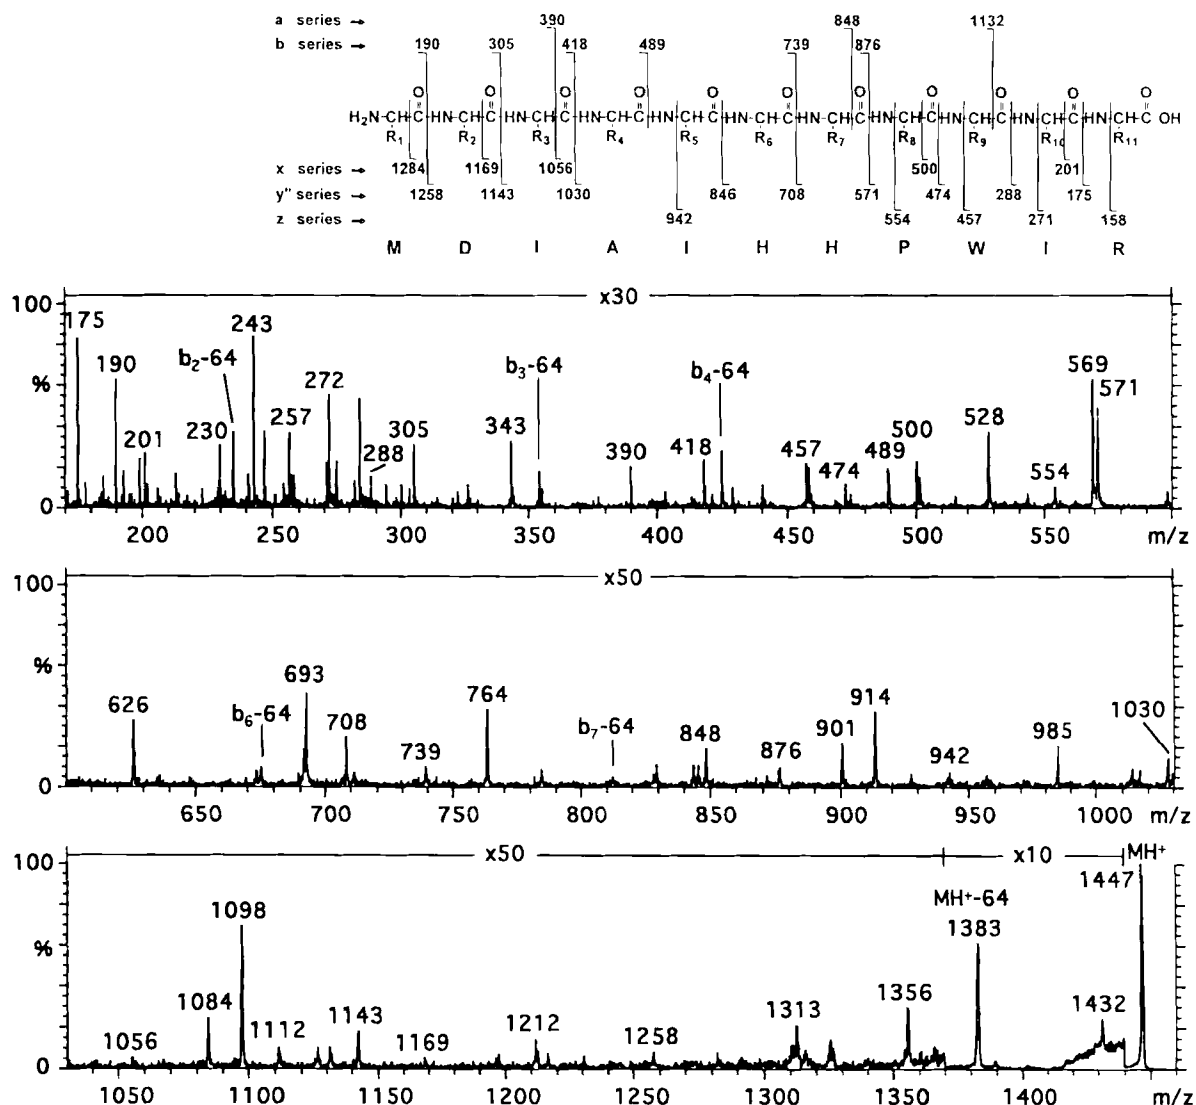 a series → 390 848 1132
b series → 190 305 418 489 739 876
O O O O O O O O O O O
H₂N-CH-C-HN-CH-C-HN-CH-C-HN-CH-C-HN-CH-C-HN-CH-C-HN-CH-C-HN-CH-C-HN-CH-C-HN-CH-C-HN-CH-C-OH
R₁ R₂ R₃ R₄ R₅ R₆ R₇ R₈ R₉ R₁₀ R₁₁
x series → 1284 1169 1056 500 201
y" series → 1258 1143 1030 846 708 571 474 288 175
z series → 942 554 457 271 158
M D I A I H H P W I R
100 x30
175 243
190 b₂-64 b₃-64 b₄-64 569
% 272 571
201 230 257 288 305 343 390 418 457 474 489 500 528 554
0
200 250 300 350 400 450 500 550 m/z
100 x50
%
626 b₆-64 693 708 739 764 b₇-64 848 876 901 914 942 985 1030
0
650 700 750 800 850 900 950 1000 m/z
100 x50 x10 MH⁺
1447
MH⁺-64
1098 1383
%
1056 1084 1112 1143 1169 1212 1258 1313 1356 1432
0
1050 1100 1150 1200 1250 1300 1350 1400 m/z